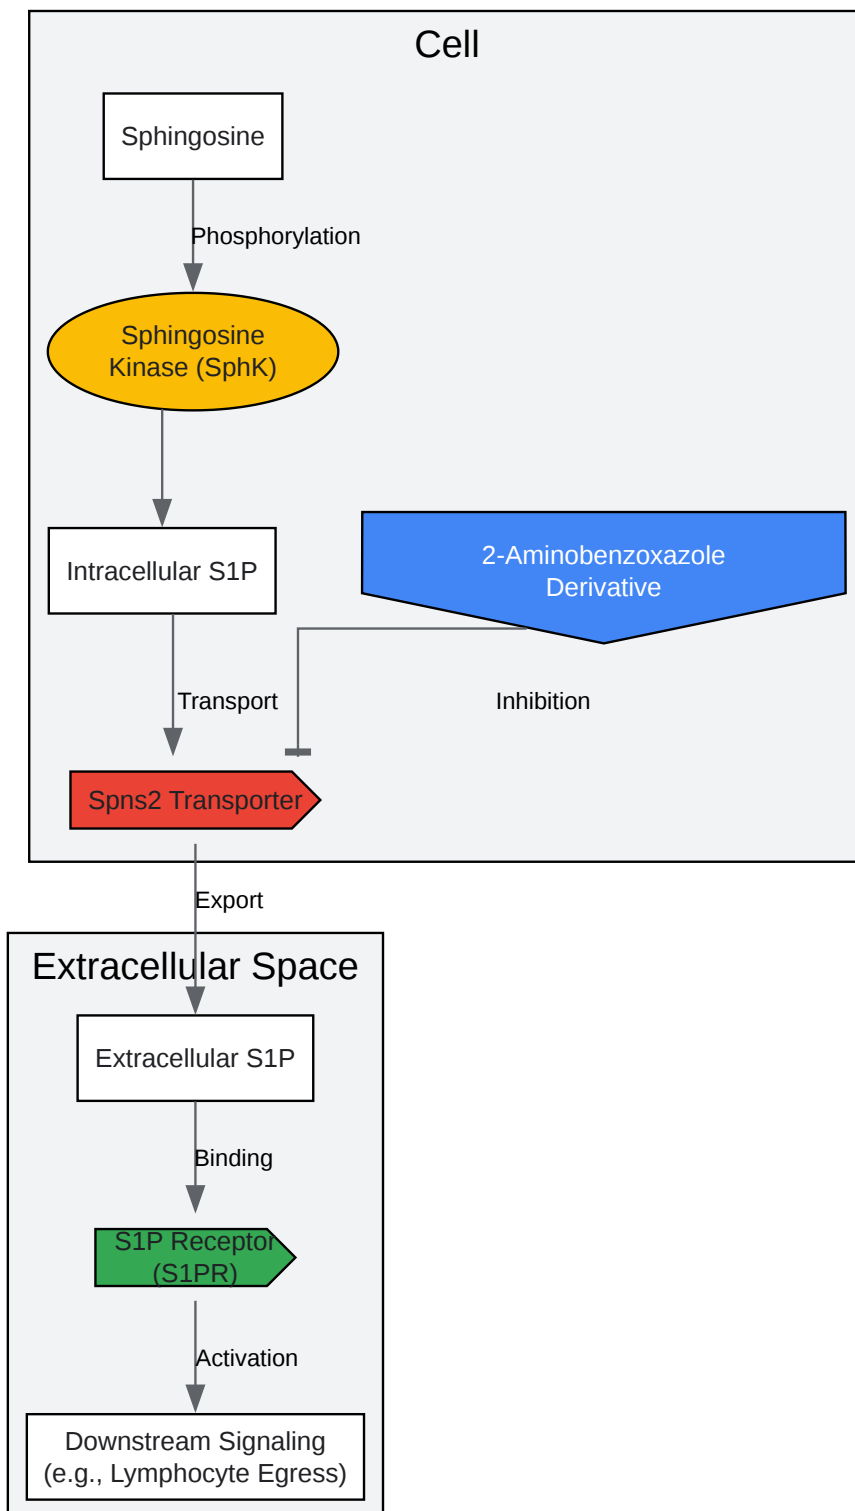 Cell
Sphingosine
Phosphorylation
Sphingosine
Kinase (SphK)
Intracellular S1P
2-Aminobenzoxazole
Derivative
Transport
Inhibition
Spns2 Transporter
Export
Extracellular Space
Extracellular S1P
Binding
S1P Receptor
(S1PR)
Activation
Downstream Signaling
(e.g., Lymphocyte Egress)